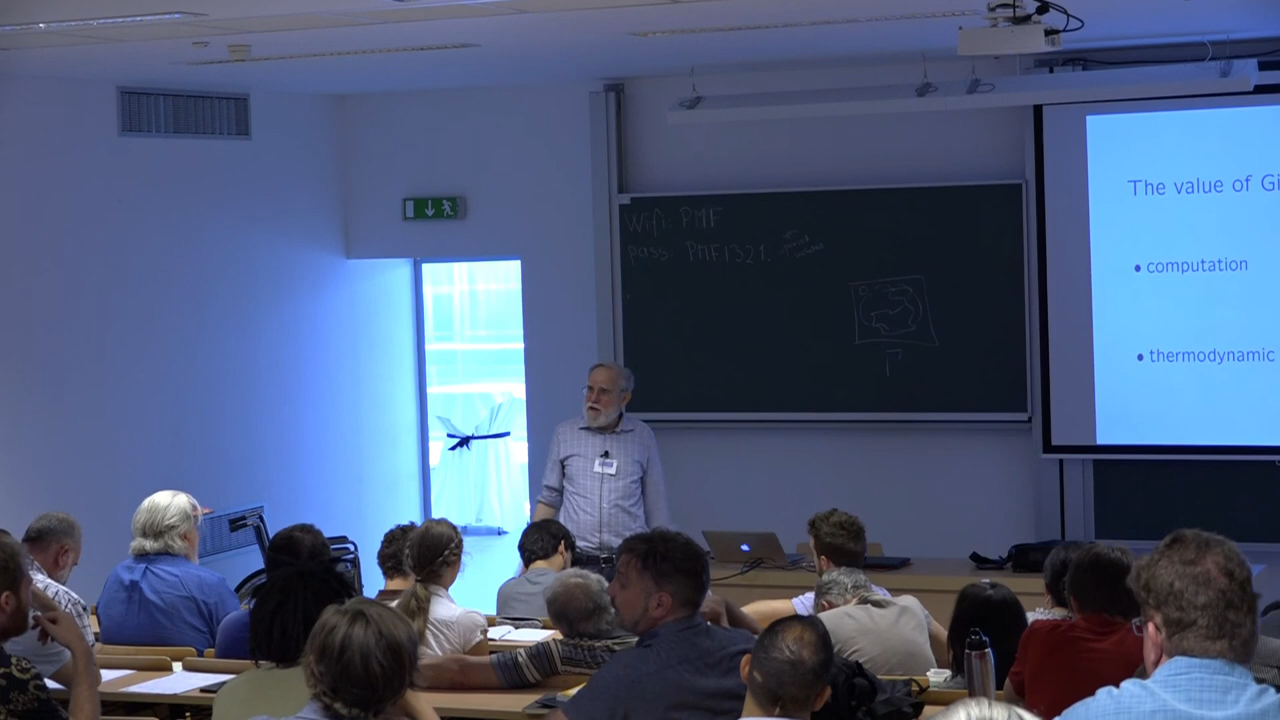 Wifi: PMF
pass: PMF1321.
Γ
The value of Gi
• computation
• thermodynamic